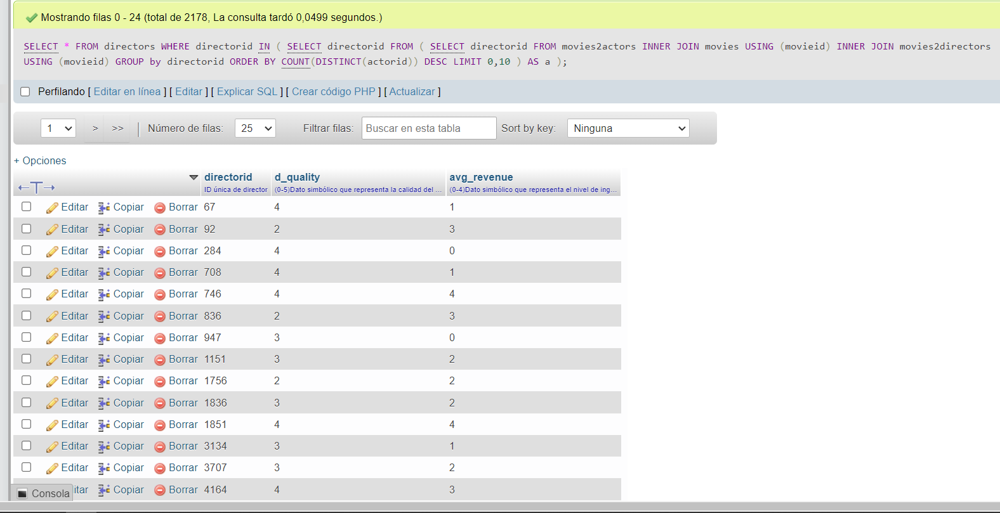 Mostrando filas 0 - 24 (total de 2178, La consulta tardó 0,0499 segundos.)
SELECT * FROM directors WHERE directorid IN ( SELECT directorid FROM ( SELECT directorid FROM movies2actors INNER JOIN movies USING (movieid) INNER JOIN movies2directors
USING (movieid) GROUP by directorid ORDER BY COUNT(DISTINCT(actorid)) DESC LIMIT 0,10 ) AS a );
Perfilando [ Editar en línea ] [ Editar ] [ Explicar SQL ] [ Crear código PHP ] [ Actualizar ]
1 > >> | Número de filas: 25 Filtrar filas: Buscar en esta tabla Sort by key: Ninguna
+ Opciones
←T→ directorid d_quality avg_revenue
ID única de director (0-5)Dato simbólico que representa la calidad del ... (0-4)Dato simbólico que representa el nivel de ing...
Editar Copiar Borrar 67 4 1
Editar Copiar Borrar 92 2 3
Editar Copiar Borrar 284 4 0
Editar Copiar Borrar 708 4 1
Editar Copiar Borrar 746 4 4
Editar Copiar Borrar 836 2 3
Editar Copiar Borrar 947 3 0
Editar Copiar Borrar 1151 3 2
Editar Copiar Borrar 1756 2 2
Editar Copiar Borrar 1836 3 2
Editar Copiar Borrar 1851 4 4
Editar Copiar Borrar 3134 3 1
Editar Copiar Borrar 3707 3 2
itar Copiar Borrar 4164 4 3
Consola